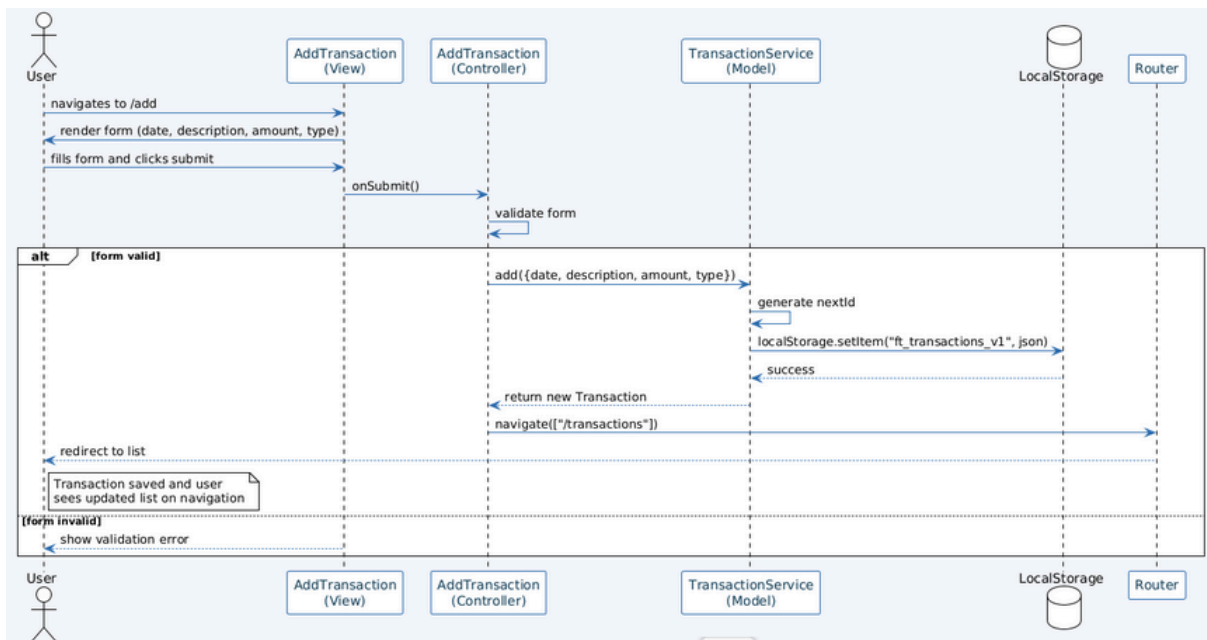 User
AddTransaction
(View)
AddTransaction
(Controller)
TransactionService
(Model)
LocalStorage
Router
navigates to /add
render form (date, description, amount, type)
fills form and clicks submit
onSubmit()
validate form
alt
[form valid]
add({date, description, amount, type})
generate nextId
localStorage.setItem("ft_transactions_v1", json)
success
return new Transaction
navigate(["/transactions"])
redirect to list
Transaction saved and user
sees updated list on navigation
[form invalid]
show validation error
User
AddTransaction
(View)
AddTransaction
(Controller)
TransactionService
(Model)
LocalStorage
Router